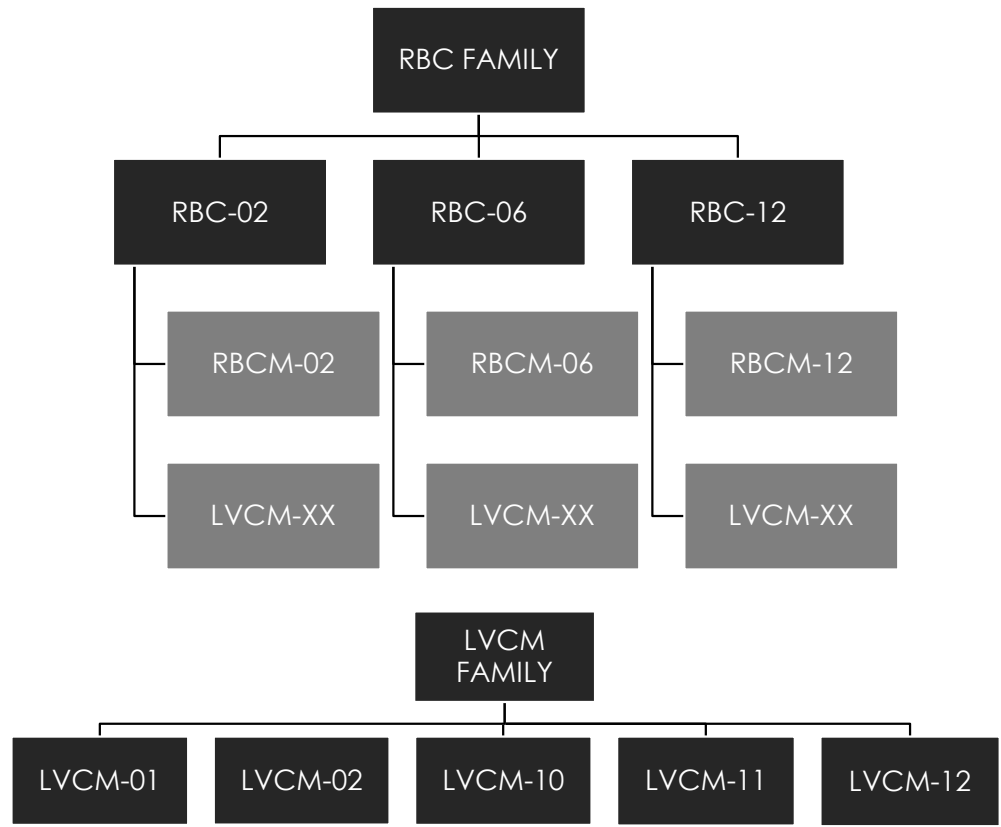 RBC FAMILY
RBC-02
RBC-06
RBC-12
RBCM-02
RBCM-06
RBCM-12
LVCM-XX
LVCM-XX
LVCM-XX
LVCM
FAMILY
LVCM-01
LVCM-02
LVCM-10
LVCM-11
LVCM-12